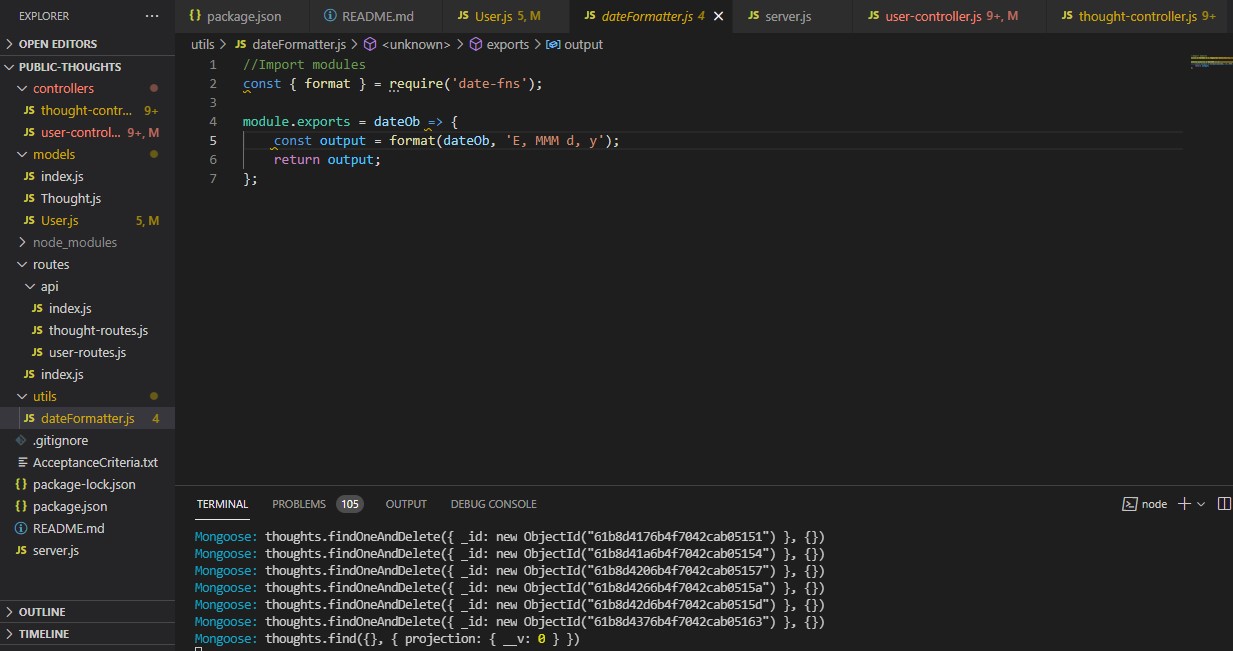 EXPLORER ...
OPEN EDITORS
PUBLIC-THOUGHTS
controllers
JS thought-contr... 9+
JS user-control... 9+, M
models
JS index.js
JS Thought.js
JS User.js 5, M
node_modules
routes
api
JS index.js
JS thought-routes.js
JS user-routes.js
JS index.js
utils
JS dateFormatter.js 4
.gitignore
AcceptanceCriteria.txt
{} package-lock.json
{} package.json
README.md
JS server.js
OUTLINE
TIMELINE
{} package.json README.md JS User.js 5, M JS dateFormatter.js 4 JS server.js JS user-controller.js 9+, M JS thought-controller.js 9+
utils > JS dateFormatter.js > <unknown> > exports > output
1 //Import modules
2 const { format } = require('date-fns');
3
4 module.exports = dateOb => {
5 const output = format(dateOb, 'E, MMM d, y');
6 return output;
7 };
TERMINAL PROBLEMS 105 OUTPUT DEBUG CONSOLE node
Mongoose: thoughts.findOneAndDelete({ _id: new ObjectId("61b8d4176b4f7042cab05151") }, {})
Mongoose: thoughts.findOneAndDelete({ _id: new ObjectId("61b8d41a6b4f7042cab05154") }, {})
Mongoose: thoughts.findOneAndDelete({ _id: new ObjectId("61b8d4206b4f7042cab05157") }, {})
Mongoose: thoughts.findOneAndDelete({ _id: new ObjectId("61b8d4266b4f7042cab0515a") }, {})
Mongoose: thoughts.findOneAndDelete({ _id: new ObjectId("61b8d42d6b4f7042cab0515d") }, {})
Mongoose: thoughts.findOneAndDelete({ _id: new ObjectId("61b8d4376b4f7042cab05163") }, {})
Mongoose: thoughts.find({}, { projection: { __v: 0 } })